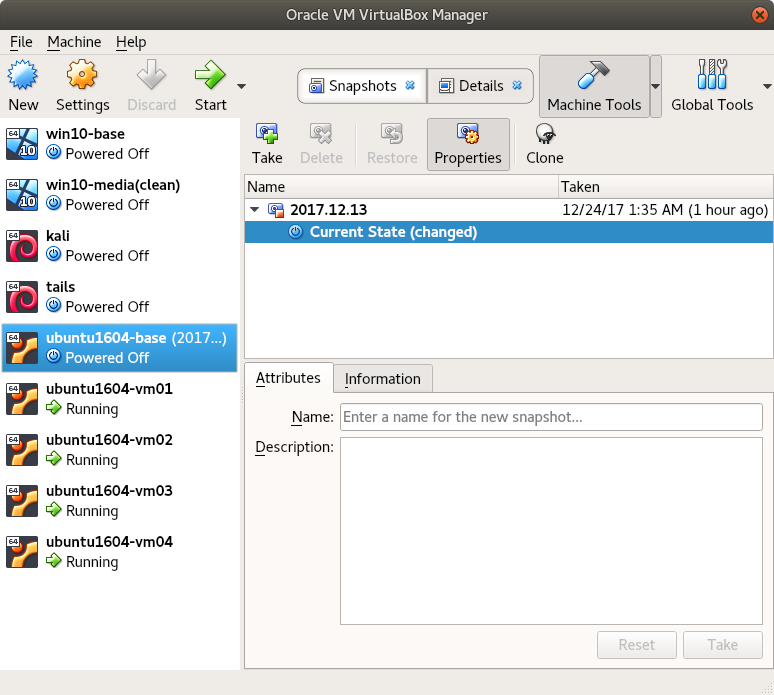 Oracle VM VirtualBox Manager
File Machine Help
New Settings Discard Start Snapshots Details Machine Tools Global Tools
64 10 win10-base
Powered Off
64 10 win10-media(clean)
Powered Off
64 kali
Powered Off
64 tails
Powered Off
64 ubuntu1604-base (2017...)
Powered Off
64 ubuntu1604-vm01
Running
64 ubuntu1604-vm02
Running
64 ubuntu1604-vm03
Running
64 ubuntu1604-vm04
Running
Take Delete Restore Properties Clone
Name Taken
2017.12.13 12/24/17 1:35 AM (1 hour ago)
Current State (changed)
Attributes Information
Name: Enter a name for the new snapshot...
Description:
Reset Take